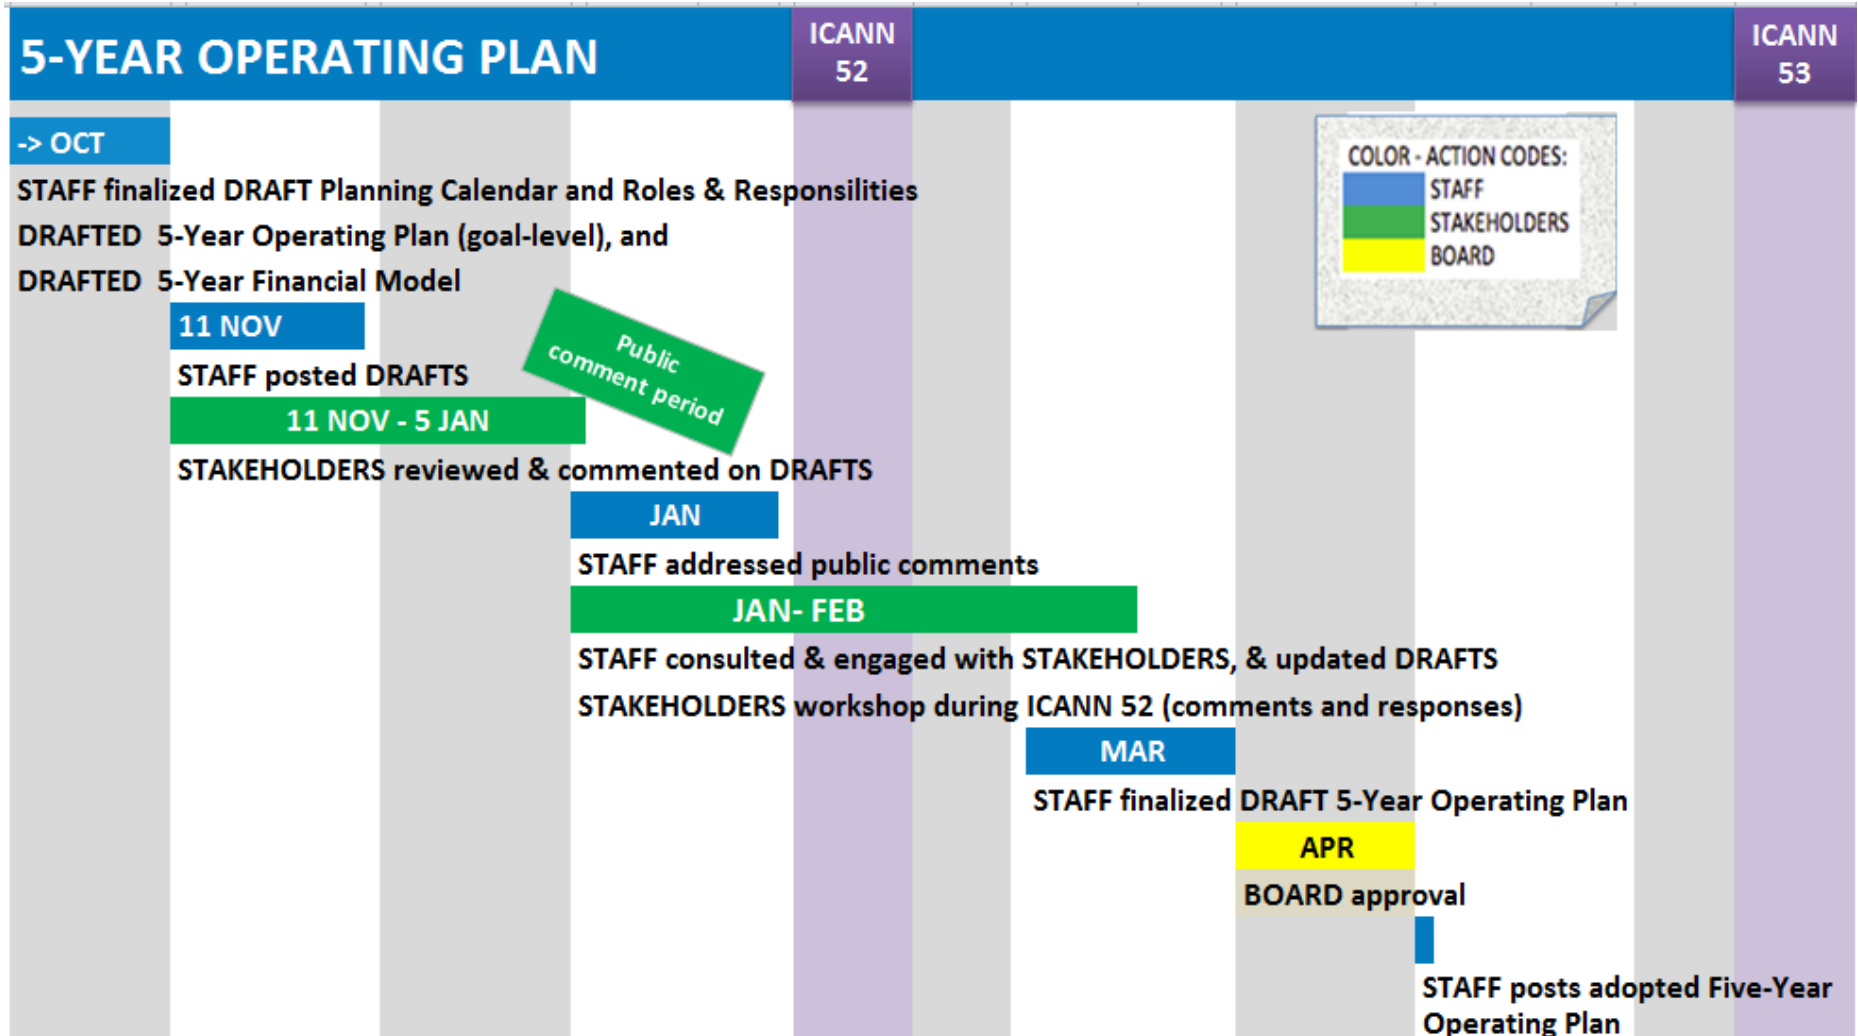 5-YEAR OPERATING PLAN
ICANN
52
ICANN
53
-> OCT
STAFF finalized DRAFT Planning Calendar and Roles & Responsilities
DRAFTED 5-Year Operating Plan (goal-level), and
DRAFTED 5-Year Financial Model
COLOR - ACTION CODES:
STAFF
STAKEHOLDERS
BOARD
11 NOV
STAFF posted DRAFTS
Public
comment period
11 NOV - 5 JAN
STAKEHOLDERS reviewed & commented on DRAFTS
JAN
STAFF addressed public comments
JAN- FEB
STAFF consulted & engaged with STAKEHOLDERS, & updated DRAFTS
STAKEHOLDERS workshop during ICANN 52 (comments and responses)
MAR
STAFF finalized DRAFT 5-Year Operating Plan
APR
BOARD approval
STAFF posts adopted Five-Year
Operating Plan